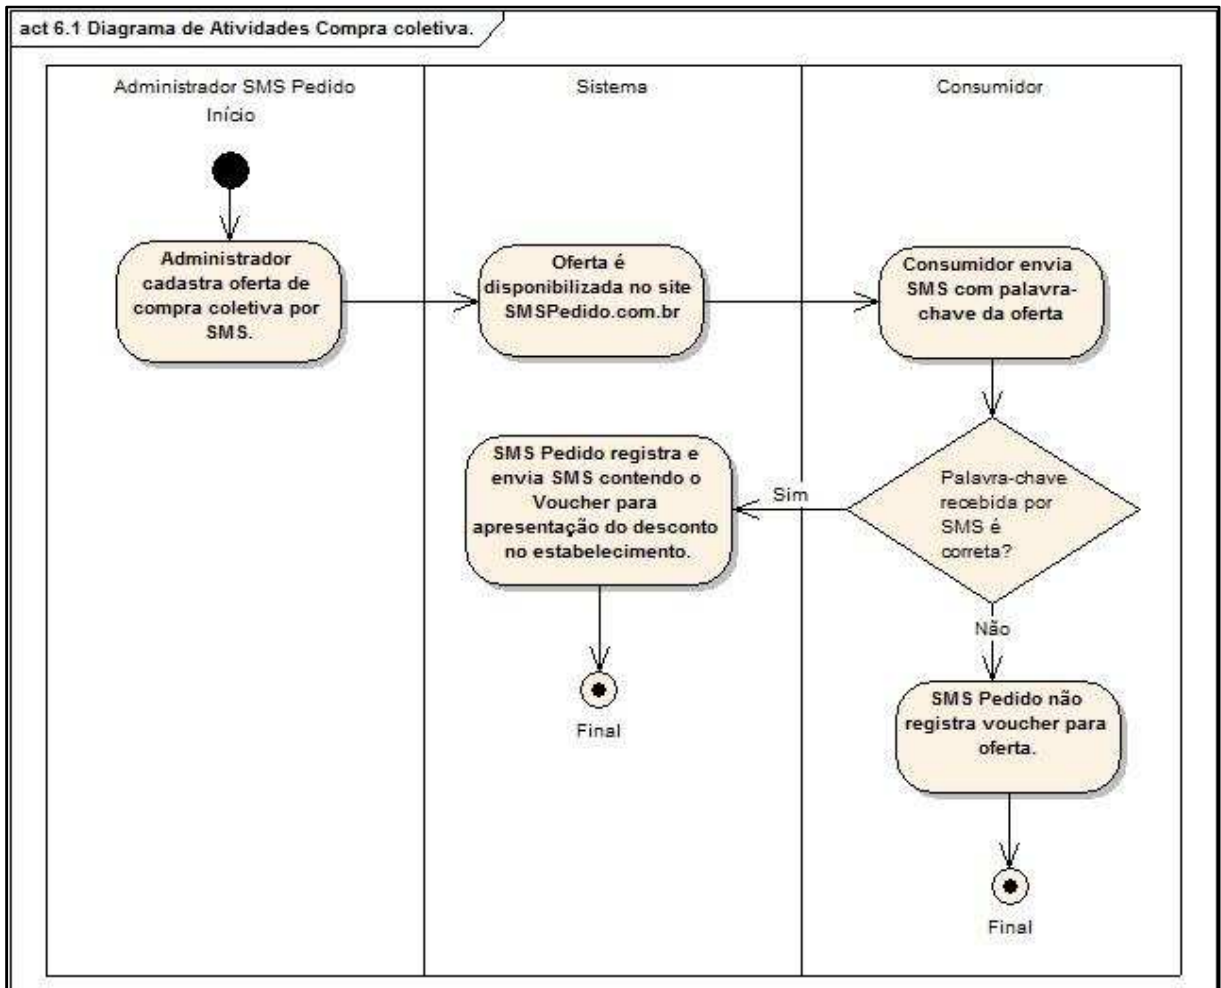 act 6.1 Diagrama de Atividades Compra coletiva.
Administrador SMS Pedido
Início
Sistema
Consumidor
Administrador
cadastra oferta de
compra coletiva por
SMS.
Oferta é
disponibilizada no site
SMSPedido.com.br
Consumidor envia
SMS com palavra-
chave da oferta
SMS Pedido registra e
envia SMS contendo o
Voucher para
apresentação do desconto
no estabelecimento.
Sim
Palavra-chave
recebida por
SMS é
correta?
Não
Final
SMS Pedido não
registra voucher para
oferta.
Final